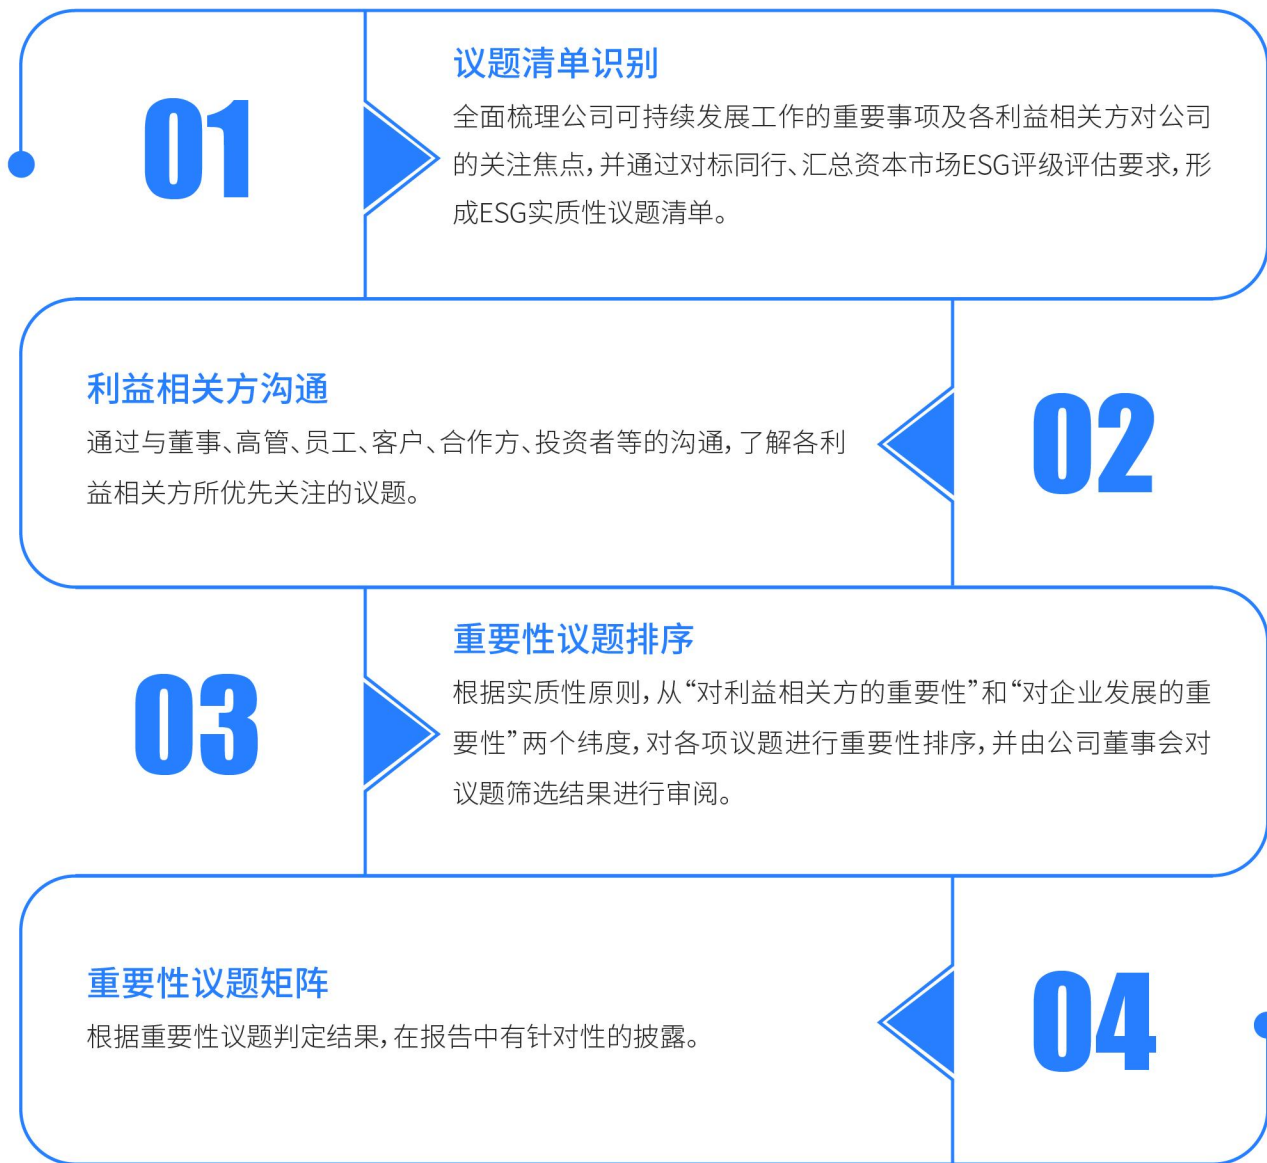 01
议题清单识别
全面梳理公司可持续发展工作的重要事项及各利益相关方对公司
的关注焦点，并通过对标同行、汇总资本市场ESG评级评估要求，形
成ESG实质性议题清单。
利益相关方沟通
通过与董事、高管、员工、客户、合作方、投资者等的沟通，了解各利
益相关方所优先关注的议题。
02
03
重要性议题排序
根据实质性原则，从“对利益相关方的重要性”和“对企业发展的重
要性”两个纬度，对各项议题进行重要性排序，并由公司董事会对
议题筛选结果进行审阅。
重要性议题矩阵
根据重要性议题判定结果，在报告中有针对性的披露。
04